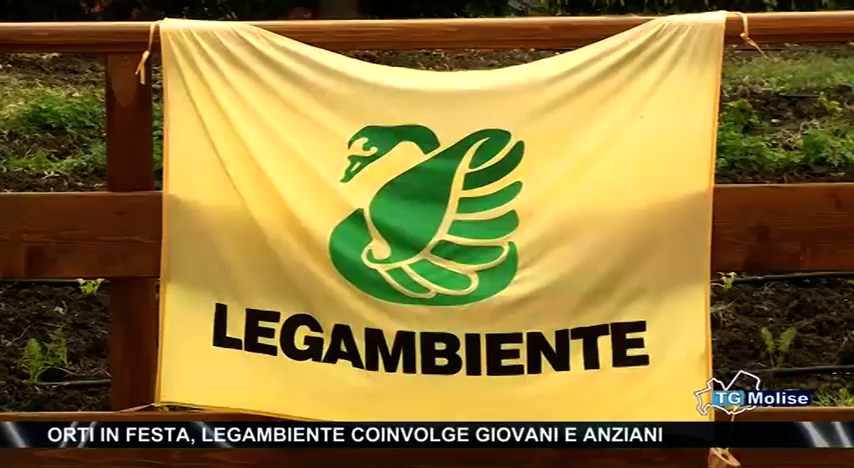 LEGAMBIENTE
TG Molise
ORTI IN FESTA, LEGAMBIENTE COINVOLGE GIOVANI E ANZIANI